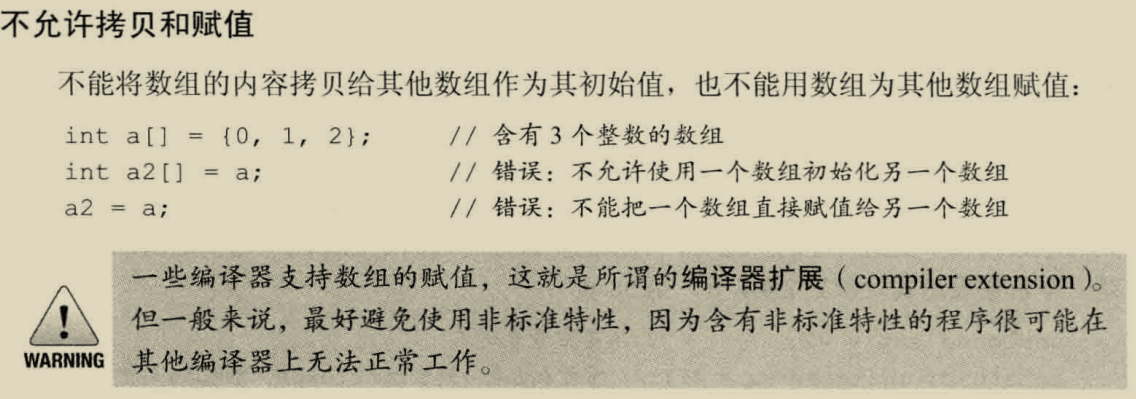 不允许拷贝和赋值
不能将数组的内容拷贝给其他数组作为其初始值，也不能用数组为其他数组赋值：
int a[] = {0, 1, 2};	// 含有 3 个整数的数组
int a2[] = a;	// 错误：不允许使用一个数组初始化另一个数组
a2 = a;	// 错误：不能把一个数组直接赋值给另一个数组
一些编译器支持数组的赋值，这就是所谓的编译器扩展（compiler extension）。
但一般来说，最好避免使用非标准特性，因为含有非标准特性的程序很可能在
其他编译器上无法正常工作。
WARNING